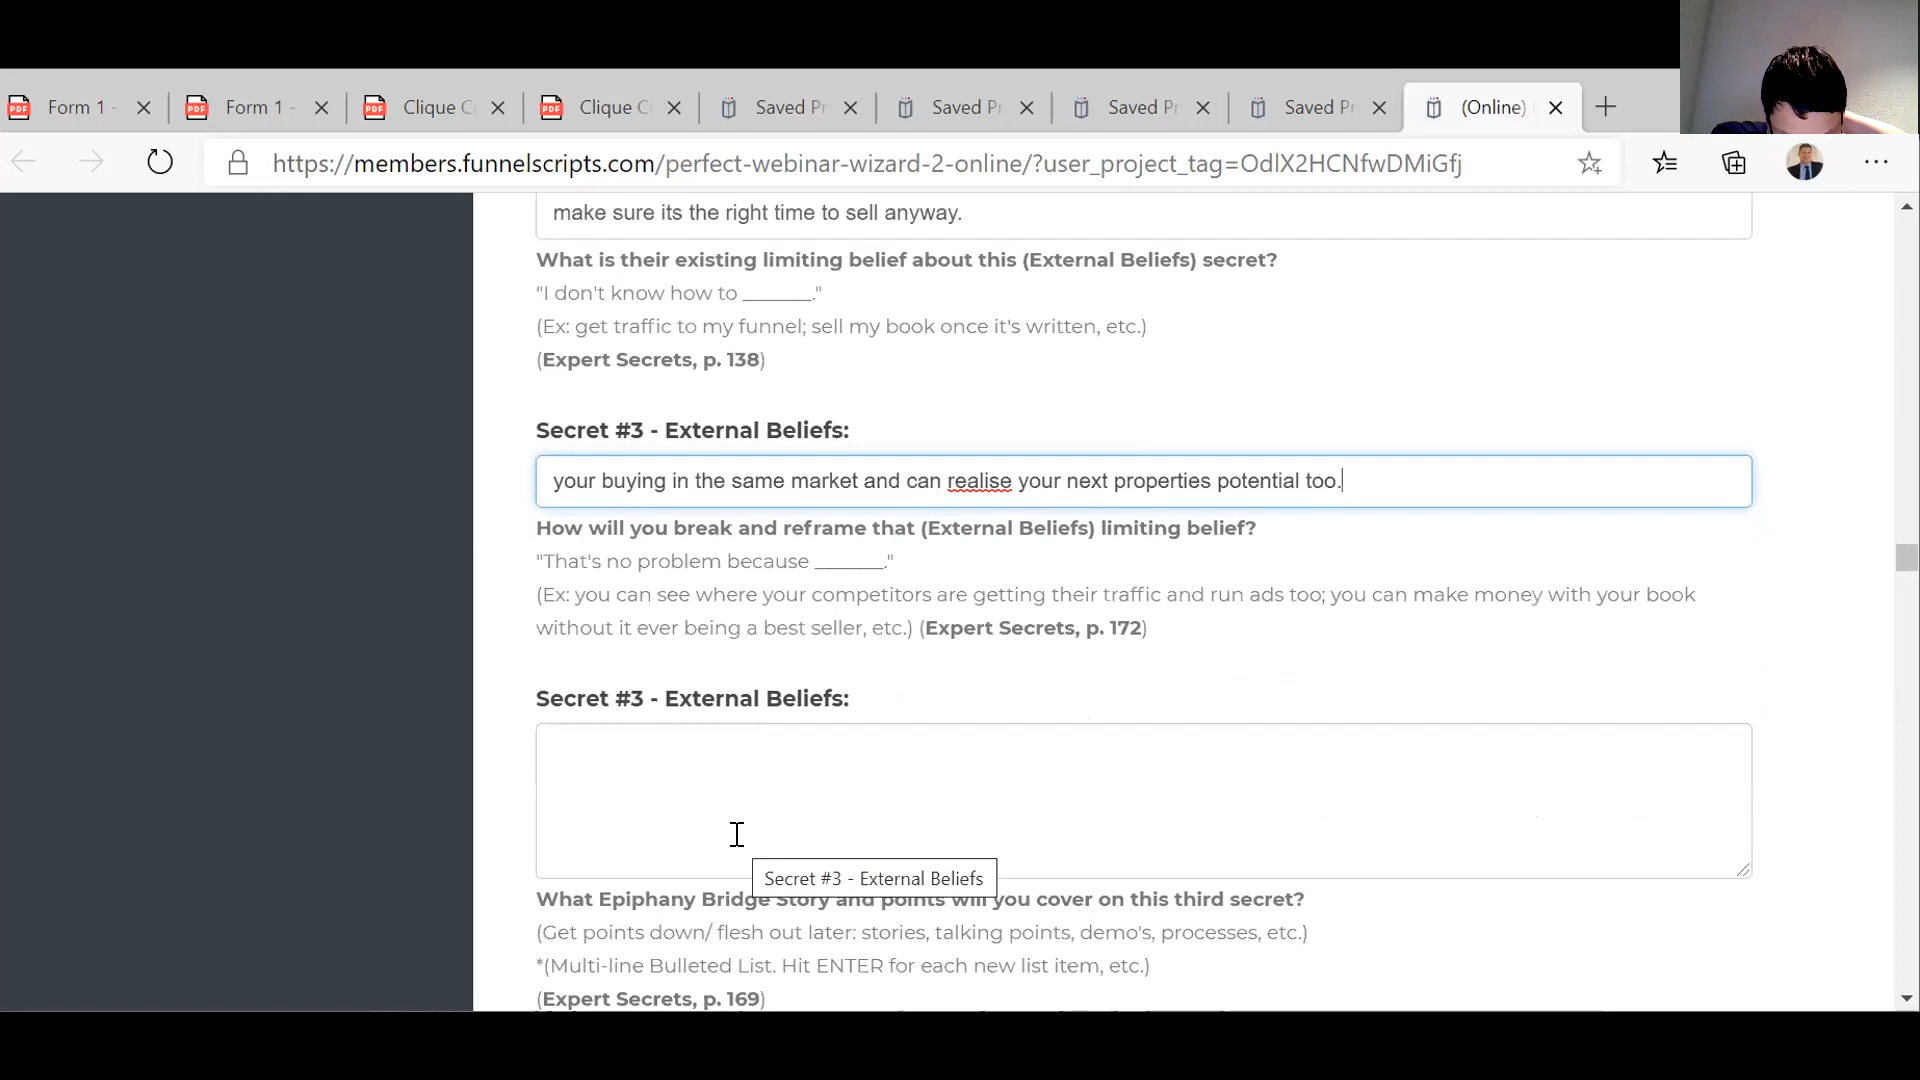 Form 1 -
Form 1 -
Clique C
Clique C
Saved Pr
Saved Pr
Saved Pr
Saved Pr
(Online)
https://members.funnelscripts.com/perfect-webinar-wizard-2-online/?user_project_tag=OdlX2HCNfwDMiGfj
make sure its the right time to sell anyway.
What is their existing limiting belief about this (External Beliefs) secret?
"I don't know how to _______."
(Ex: get traffic to my funnel; sell my book once it's written, etc.)
(Expert Secrets, p. 138)
Secret #3 - External Beliefs:
your buying in the same market and can realise your next properties potential too.
How will you break and reframe that (External Beliefs) limiting belief?
"That's no problem because _______."
(Ex: you can see where your competitors are getting their traffic and run ads too; you can make money with your book
without it ever being a best seller, etc.) (Expert Secrets, p. 172)
Secret #3 - External Beliefs:
Secret #3 - External Beliefs
What Epiphany Bridge Story and points will you cover on this third secret?
(Get points down/ flesh out later: stories, talking points, demo's, processes, etc.)
*(Multi-line Bulleted List. Hit ENTER for each new list item, etc.)
(Expert Secrets, p. 169)